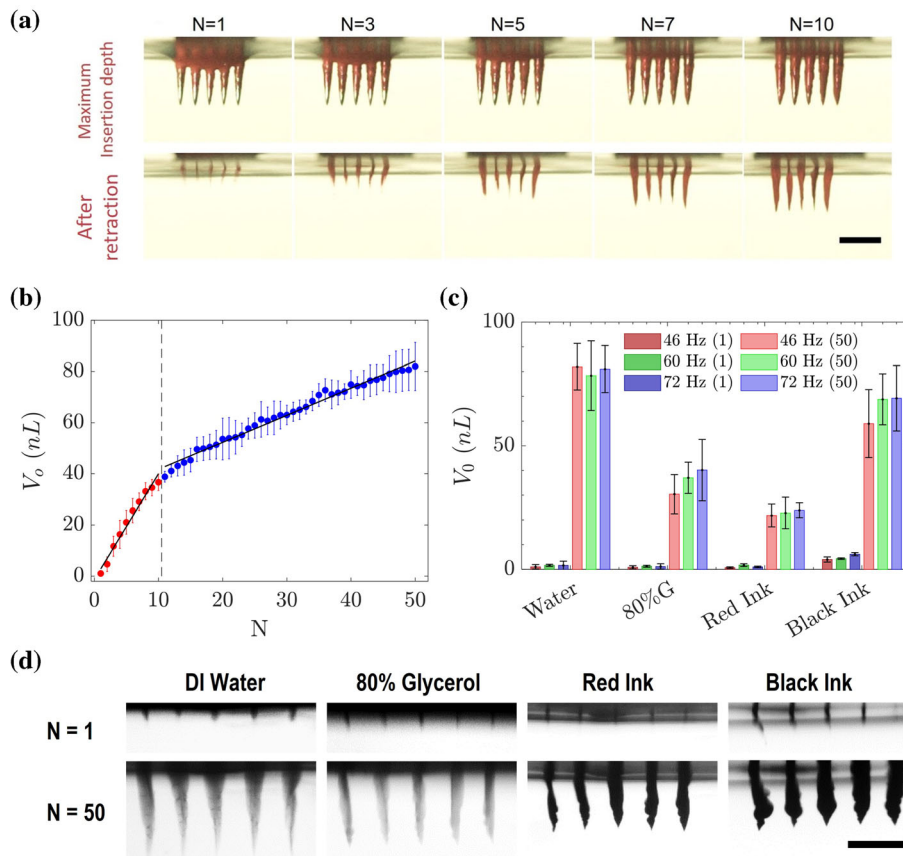 (a)
N=1 N=3 N=5 N=7 N=10
Maximum
Insertion depth
After
retraction
(b)
100
80
60
40
20
0
V_o (nL)
0 10 20 30 40 50
N
(c)
100
50
0
V_0 (nL)
46 Hz (1) 46 Hz (50)
60 Hz (1) 60 Hz (50)
72 Hz (1) 72 Hz (50)
Water 80%G Red Ink Black Ink
(d)
DI Water 80% Glycerol Red Ink Black Ink
N = 1
N = 50